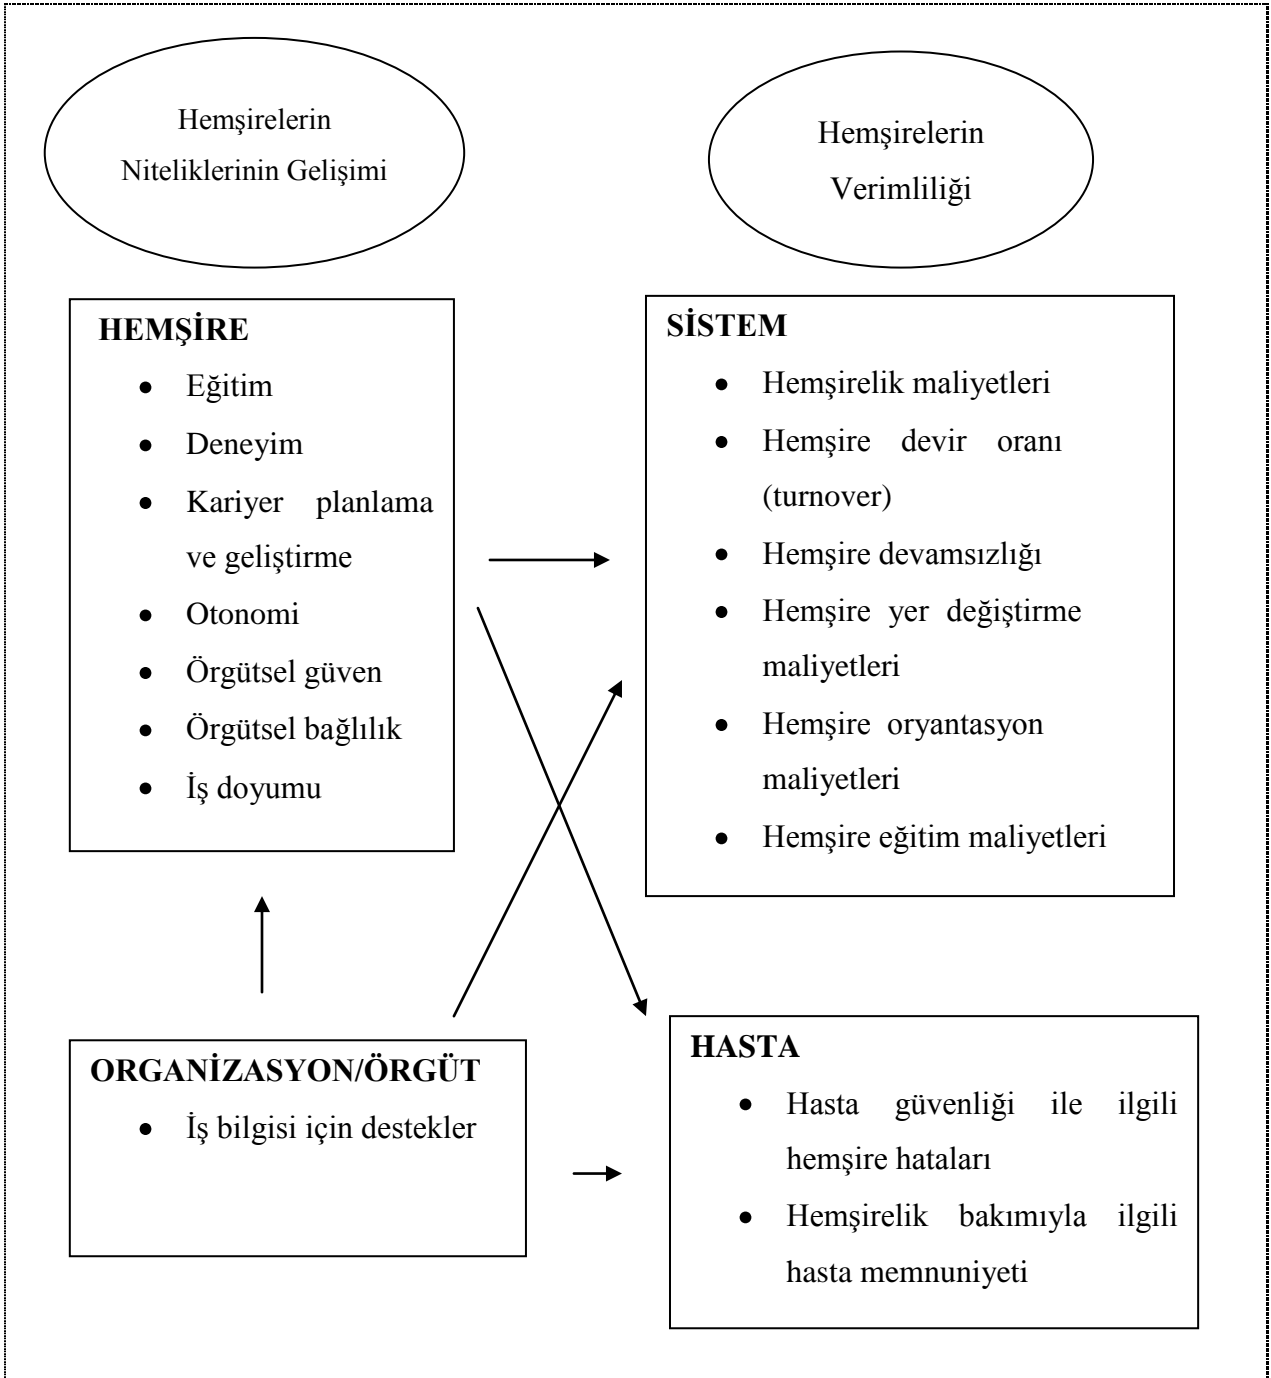 Hemşirelerin
Niteliklerinin Gelişimi
Hemşirelerin
Verimliliği
HEMŞİRE
• Eğitim
• Deneyim
• Kariyer planlama
ve geliştirme
• Otonomi
• Örgütsel güven
• Örgütsel bağlılık
• İş doyumu
SİSTEM
• Hemşirelik maliyetleri
• Hemşire devir oranı
(turnover)
• Hemşire devamsızlığı
• Hemşire yer değiştirme
maliyetleri
• Hemşire oryantasyon
maliyetleri
• Hemşire eğitim maliyetleri
ORGANİZASYON/ÖRGÜT
• İş bilgisi için destekler
HASTA
• Hasta güvenliği ile ilgili
hemşire hataları
• Hemşirelik bakımıyla ilgili
hasta memnuniyeti